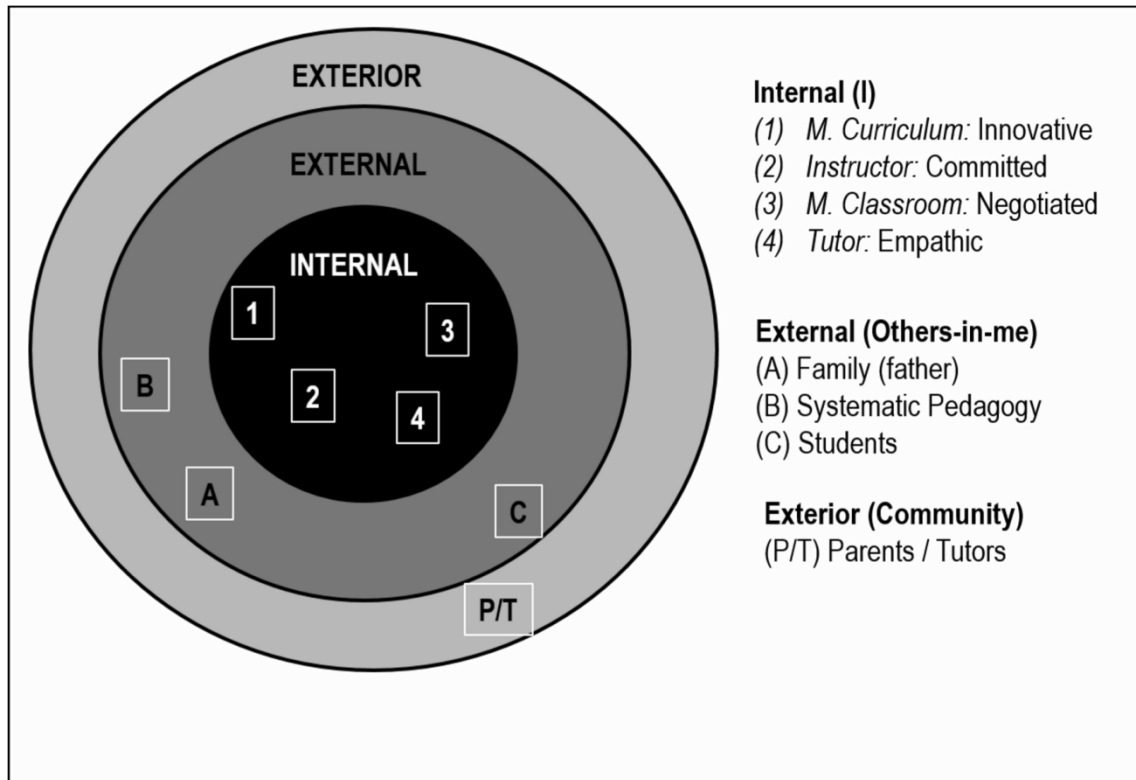 EXTERIOR
EXTERNAL
INTERNAL
1
3
2
4
B
A
C
P/T
Internal (I)
(1) M. Curriculum: Innovative
(2) Instructor: Committed
(3) M. Classroom: Negotiated
(4) Tutor: Empathic
External (Others-in-me)
(A) Family (father)
(B) Systematic Pedagogy
(C) Students
Exterior (Community)
(P/T) Parents / Tutors